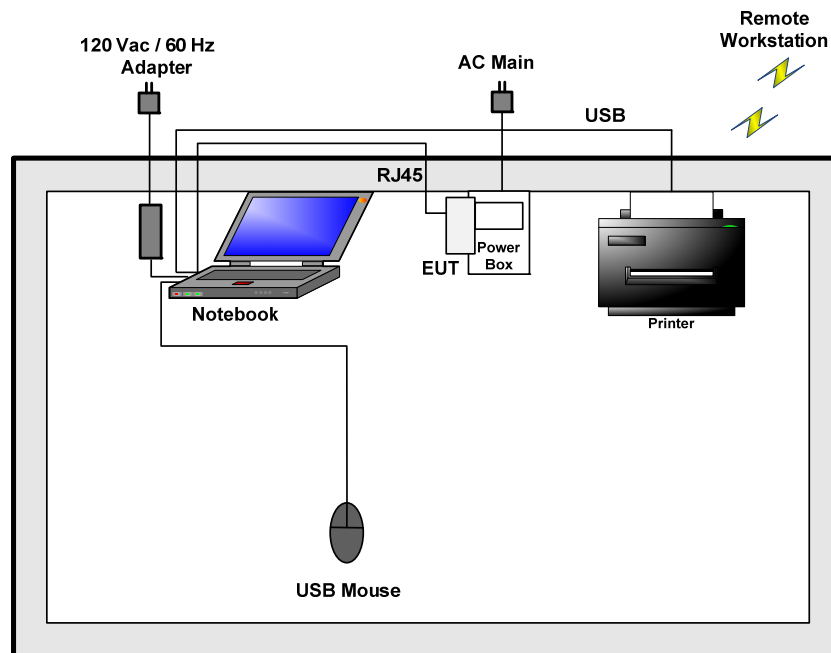 Remote
Workstation
120 Vac / 60 Hz
Adapter
AC Main
USB
RJ45
EUT
Power
Box
Notebook
Printer
USB Mouse